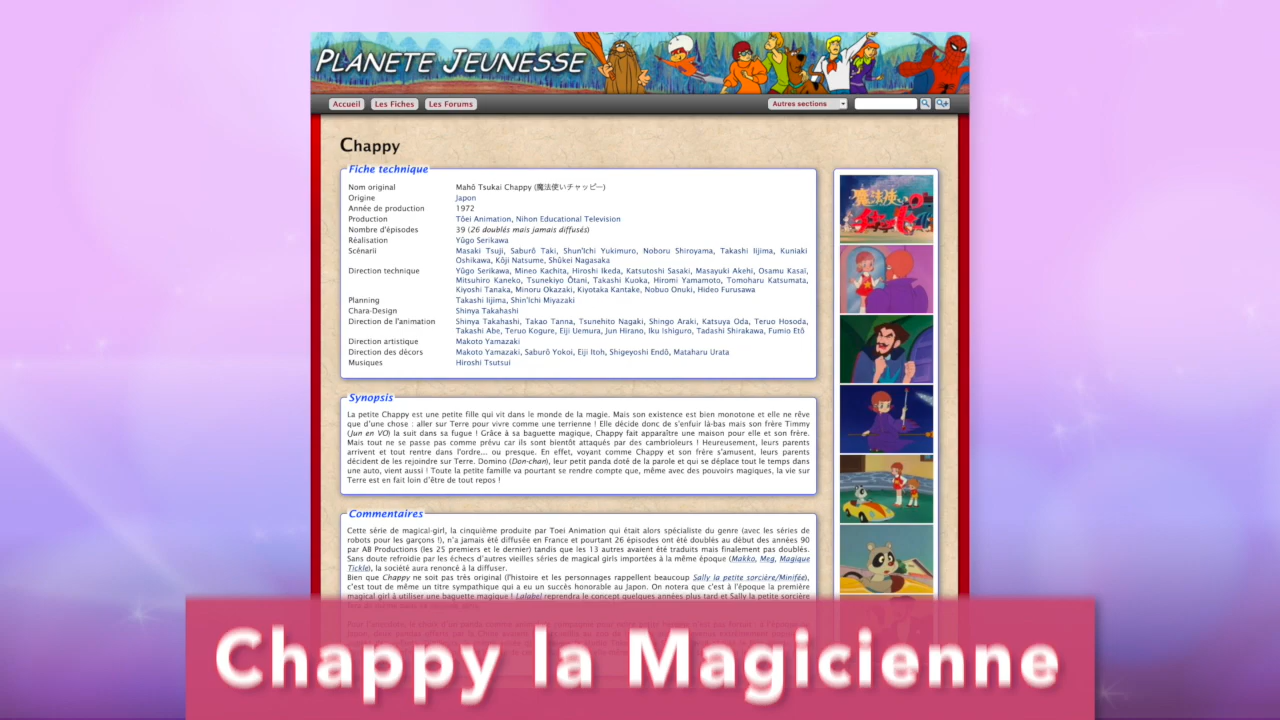 PLANETE JEUNESSE
Accueil
Les Fiches
Les Forums
Autres sections
Chappy
Fiche technique
Nom original Mahô Tsukai Chappy (魔法使いチャッピー)
Origine Japon
Année de production 1972
Production Tôei Animation, Nihon Educational Television
Nombre d'épisodes 39 (26 doublés mais jamais diffusés)
Réalisation Yûgo Serikawa
Scénarii Masaki Tsuji, Saburô Taki, Shun'Ichi Yukimuro, Noboru Shiroyama, Takashi Iijima, Kuniaki
Oshikawa, Kôji Natsume, Shûkei Nagasaka
Direction technique Yûgo Serikawa, Mineo Kachita, Hiroshi Ikeda, Katsutoshi Sasaki, Masayuki Akehi, Osamu Kasaï,
Mitsuhiro Kaneko, Tsunekiyo Ôtani, Takashi Kuoka, Hiromi Yamamoto, Tomoharu Katsumata,
Kiyoshi Tanaka, Minoru Okazaki, Kiyotaka Kantake, Nobuo Onuki, Hideo Furusawa
Planning Takashi Iijima, Shin'Ichi Miyazaki
Chara-Design Shinya Takahashi
Direction de l'animation Shinya Takahashi, Takao Tanna, Tsunehito Nagaki, Shingo Araki, Katsuya Oda, Teruo Hosoda,
Takashi Abe, Teruo Kogure, Eiji Uemura, Jun Hirano, Iku Ishiguro, Tadashi Shirakawa, Fumio Etô
Direction artistique Makoto Yamazaki
Direction des décors Makoto Yamazaki, Saburô Yokoi, Eiji Itoh, Shigeyoshi Endô, Mataharu Urata
Musiques Hiroshi Tsutsui
Synopsis
La petite Chappy est une petite fille qui vit dans le monde de la magie. Mais son existence est bien monotone et elle ne rêve
que d'une chose : aller sur Terre pour vivre comme une terrienne ! Elle décide donc de s'enfuir là-bas mais son frère Timmy
(Jun en VO) la suit dans sa fugue ! Grâce à sa baguette magique, Chappy fait apparaître une maison pour elle et son frère.
Mais tout ne se passe pas comme prévu car ils sont bientôt attaqués par des cambrioleurs ! Heureusement, leurs parents
arrivent et tout rentre dans l'ordre... ou presque. En effet, voyant comme Chappy et son frère s'amusent, leurs parents
décident de les rejoindre sur Terre. Domino (Don-chan), leur petit panda doté de la parole et qui se déplace tout le temps dans
une auto, vient aussi ! Toute la petite famille va pourtant se rendre compte que, même avec des pouvoirs magiques, la vie sur
Terre est en fait loin d'être de tout repos !
Commentaires
Cette série de magical-girl, la cinquième produite par Toei Animation qui était alors spécialiste du genre (avec les séries de
robots pour les garçons !), n'a jamais été diffusée en France et pourtant 26 épisodes ont été doublés au début des années 90
par AB Productions (les 25 premiers et le dernier) tandis que les 13 autres avaient été traduits mais finalement pas doublés.
Sans doute refroidie par les échecs d'autres vieilles séries de magical girls importées à la même époque (Makko, Meg, Magique
Tickle), la société aura renoncé à la diffuser.
Bien que Chappy ne soit pas très original (l'histoire et les personnages rappellent beaucoup Sally la petite sorcière/Minifée),
c'est tout de même un titre sympathique qui a eu un succès honorable au Japon. On notera que c'est à l'époque la première
magical girl à utiliser une baguette magique ! Lalabel reprendra le concept quelques années plus tard et Sally la petite sorcière
Chappy la Magicienne